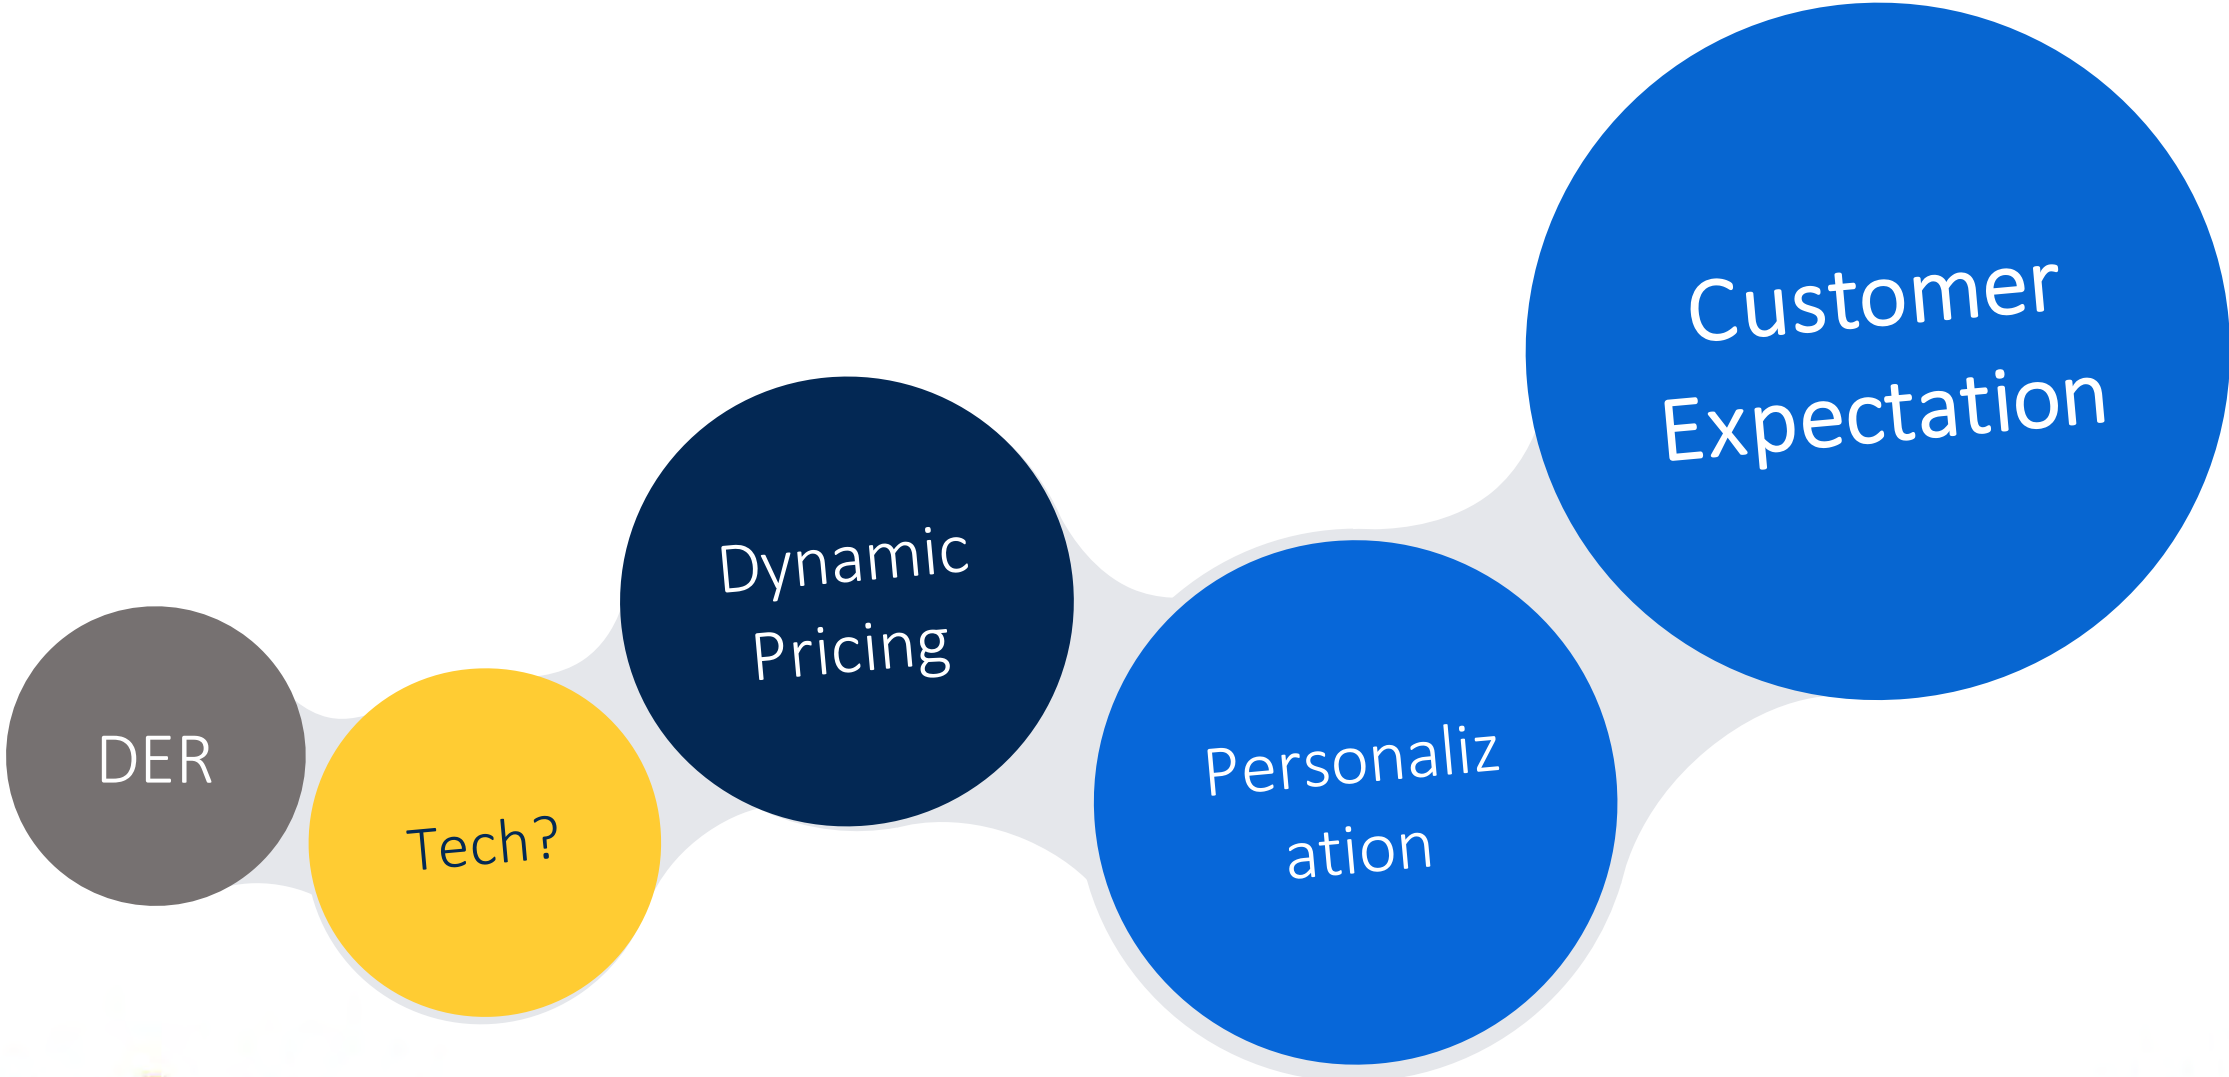 DER
Tech?
Dynamic
Pricing
Personaliz
ation
Customer
Expectation